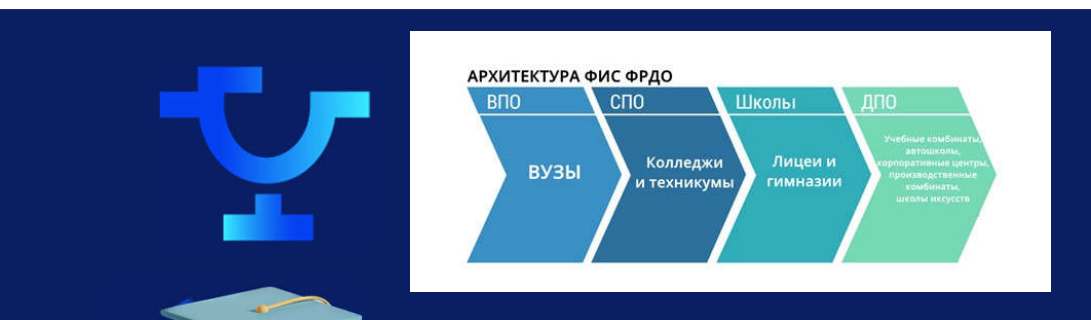 АРХИТЕКТУРА ФИС ФРДО
ВПО
ВУЗЫ
СПО
Колледжи
и техникумы
Школы
Лицеи и
гимназии
ДПО
Учебные комбинаты,
автошколы,
корпоративные центры,
производственные
комбинаты,
школы иксусств